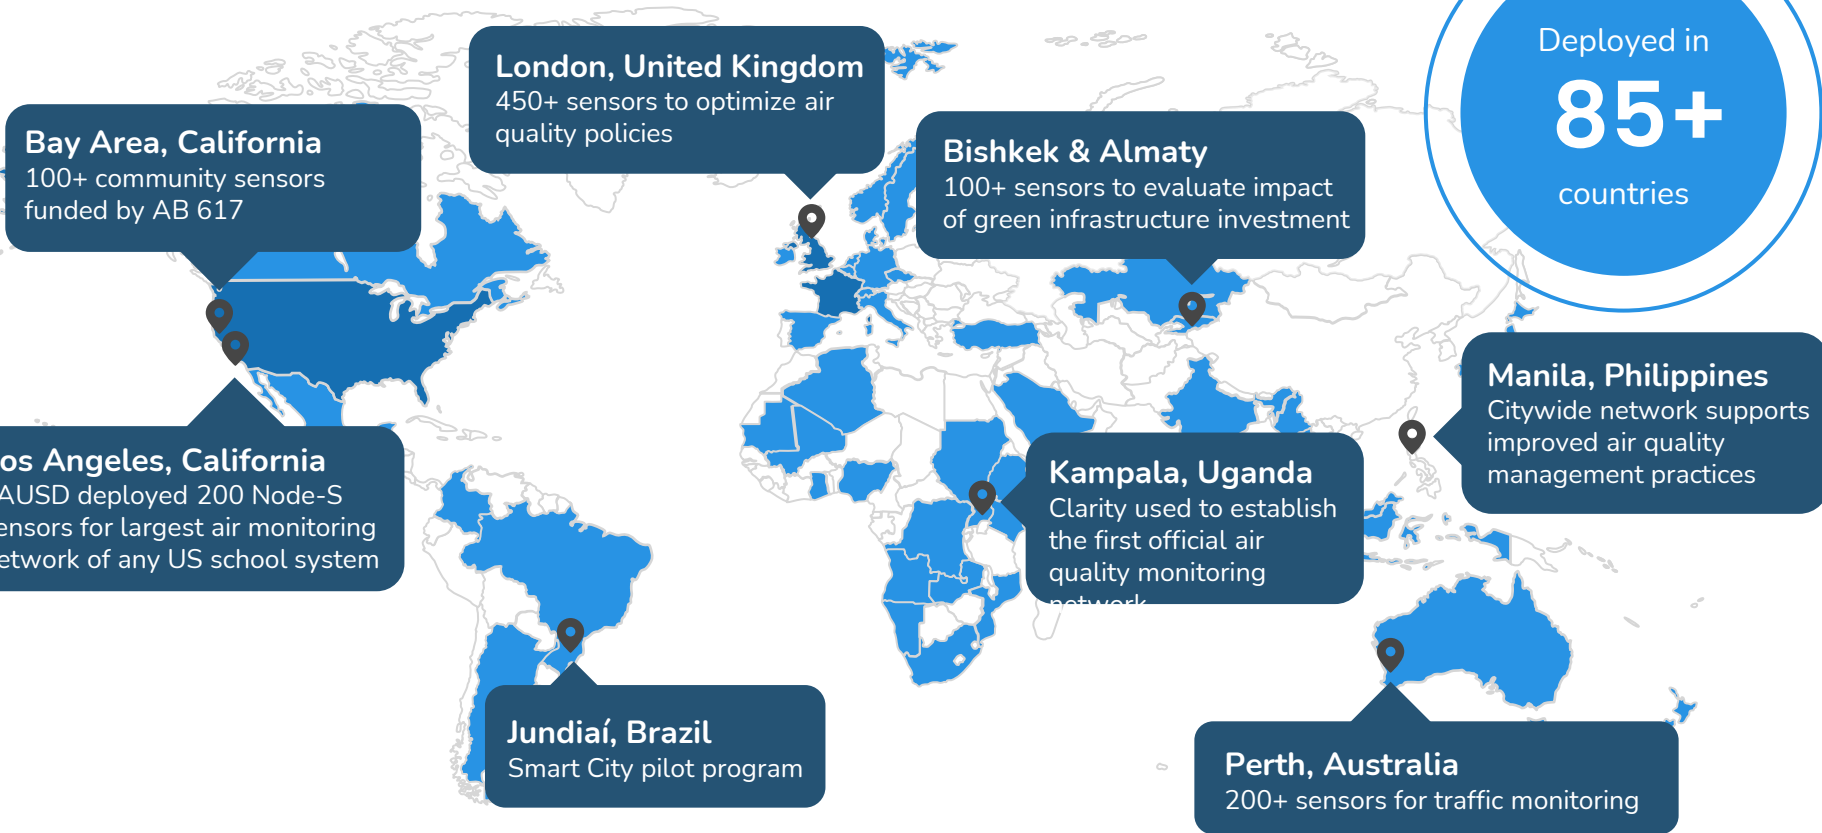 Deployed in
85+
countries
London, United Kingdom
450+ sensors to optimize air
quality policies
Bay Area, California
100+ community sensors
funded by AB 617
Bishkek & Almaty
100+ sensors to evaluate impact
of green infrastructure investment
Manila, Philippines
Citywide network supports
improved air quality
management practices
os Angeles, California
AUSD deployed 200 Node-S
ensors for largest air monitoring
etwork of any US school system
Kampala, Uganda
Clarity used to establish
the first official air
quality monitoring
network
Jundiaí, Brazil
Smart City pilot program
Perth, Australia
200+ sensors for traffic monitoring